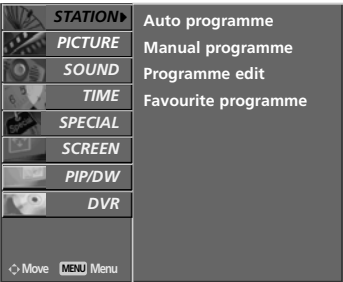 STATION
PICTURE
SOUND
TIME
SPECIAL
SCREEN
PIP/DW
DVR
Move MENU Menu
Auto programme
Manual programme
Programme edit
Favourite programme